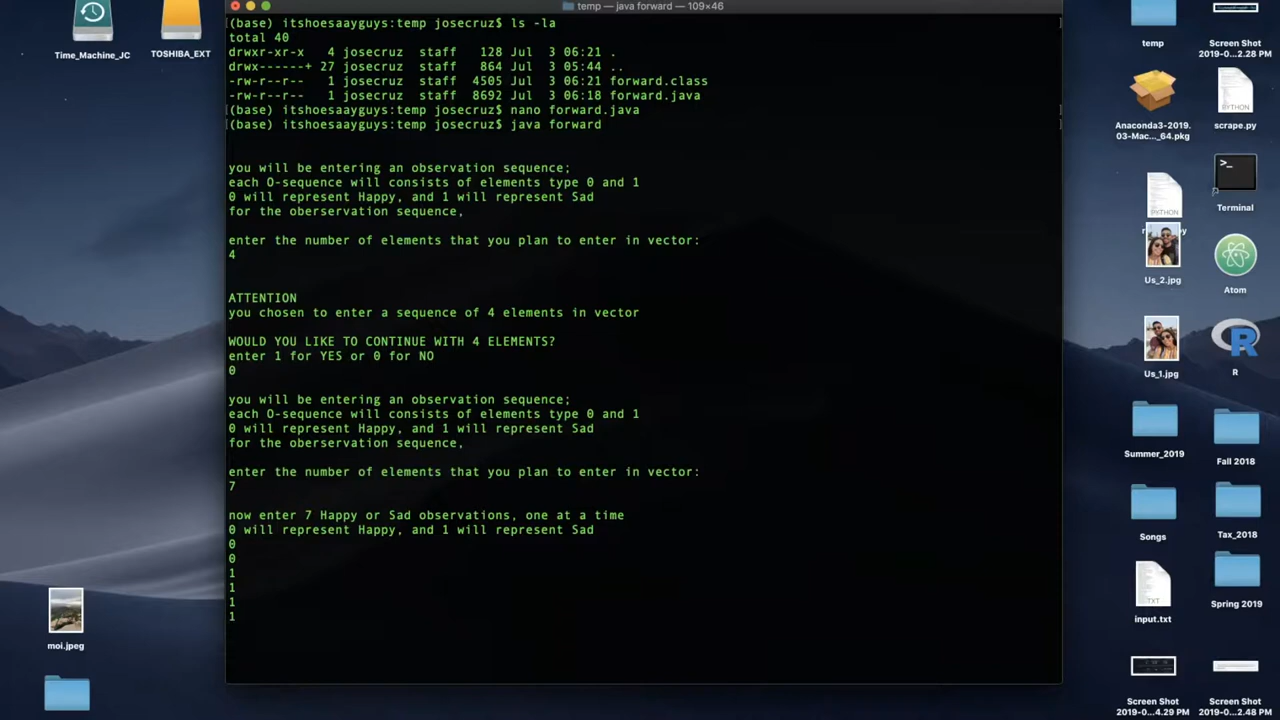 temp — java forward — 109×46
(base) itshoesaayguys:temp josecruz$ ls -la
total 40
drwxr-xr-x   4 josecruz  staff   128 Jul  3 06:21 .
drwx------+ 27 josecruz  staff   864 Jul  3 05:44 ..
-rw-r--r--   1 josecruz  staff  4505 Jul  3 06:21 forward.class
-rw-r--r--   1 josecruz  staff  8692 Jul  3 06:18 forward.java
(base) itshoesaayguys:temp josecruz$ nano forward.java
(base) itshoesaayguys:temp josecruz$ java forward
you will be entering an observation sequence;
each O-sequence will consists of elements type 0 and 1
0 will represent Happy, and 1 will represent Sad
for the oberservation sequence,
enter the number of elements that you plan to enter in vector:
4
ATTENTION
you chosen to enter a sequence of 4 elements in vector
WOULD YOU LIKE TO CONTINUE WITH 4 ELEMENTS?
enter 1 for YES or 0 for NO
0
you will be entering an observation sequence;
each O-sequence will consists of elements type 0 and 1
0 will represent Happy, and 1 will represent Sad
for the oberservation sequence,
enter the number of elements that you plan to enter in vector:
7
now enter 7 Happy or Sad observations, one at a time
0 will represent Happy, and 1 will represent Sad
0
0
1
1
1
1
Time_Machine_JC
TOSHIBA_EXT
moi.jpeg
temp
Screen Shot
2019-0...2.28 PM
Anaconda3-2019.
03-Mac..._64.pkg
PYTHON
scrape.py
PYTHON
Terminal
Us_2.jpg
Atom
Us_1.jpg
R
Summer_2019
Fall 2018
Songs
Tax_2018
TXT
input.txt
Spring 2019
Screen Shot
2019-0...4.29 PM
Screen Shot
2019-0...2.48 PM